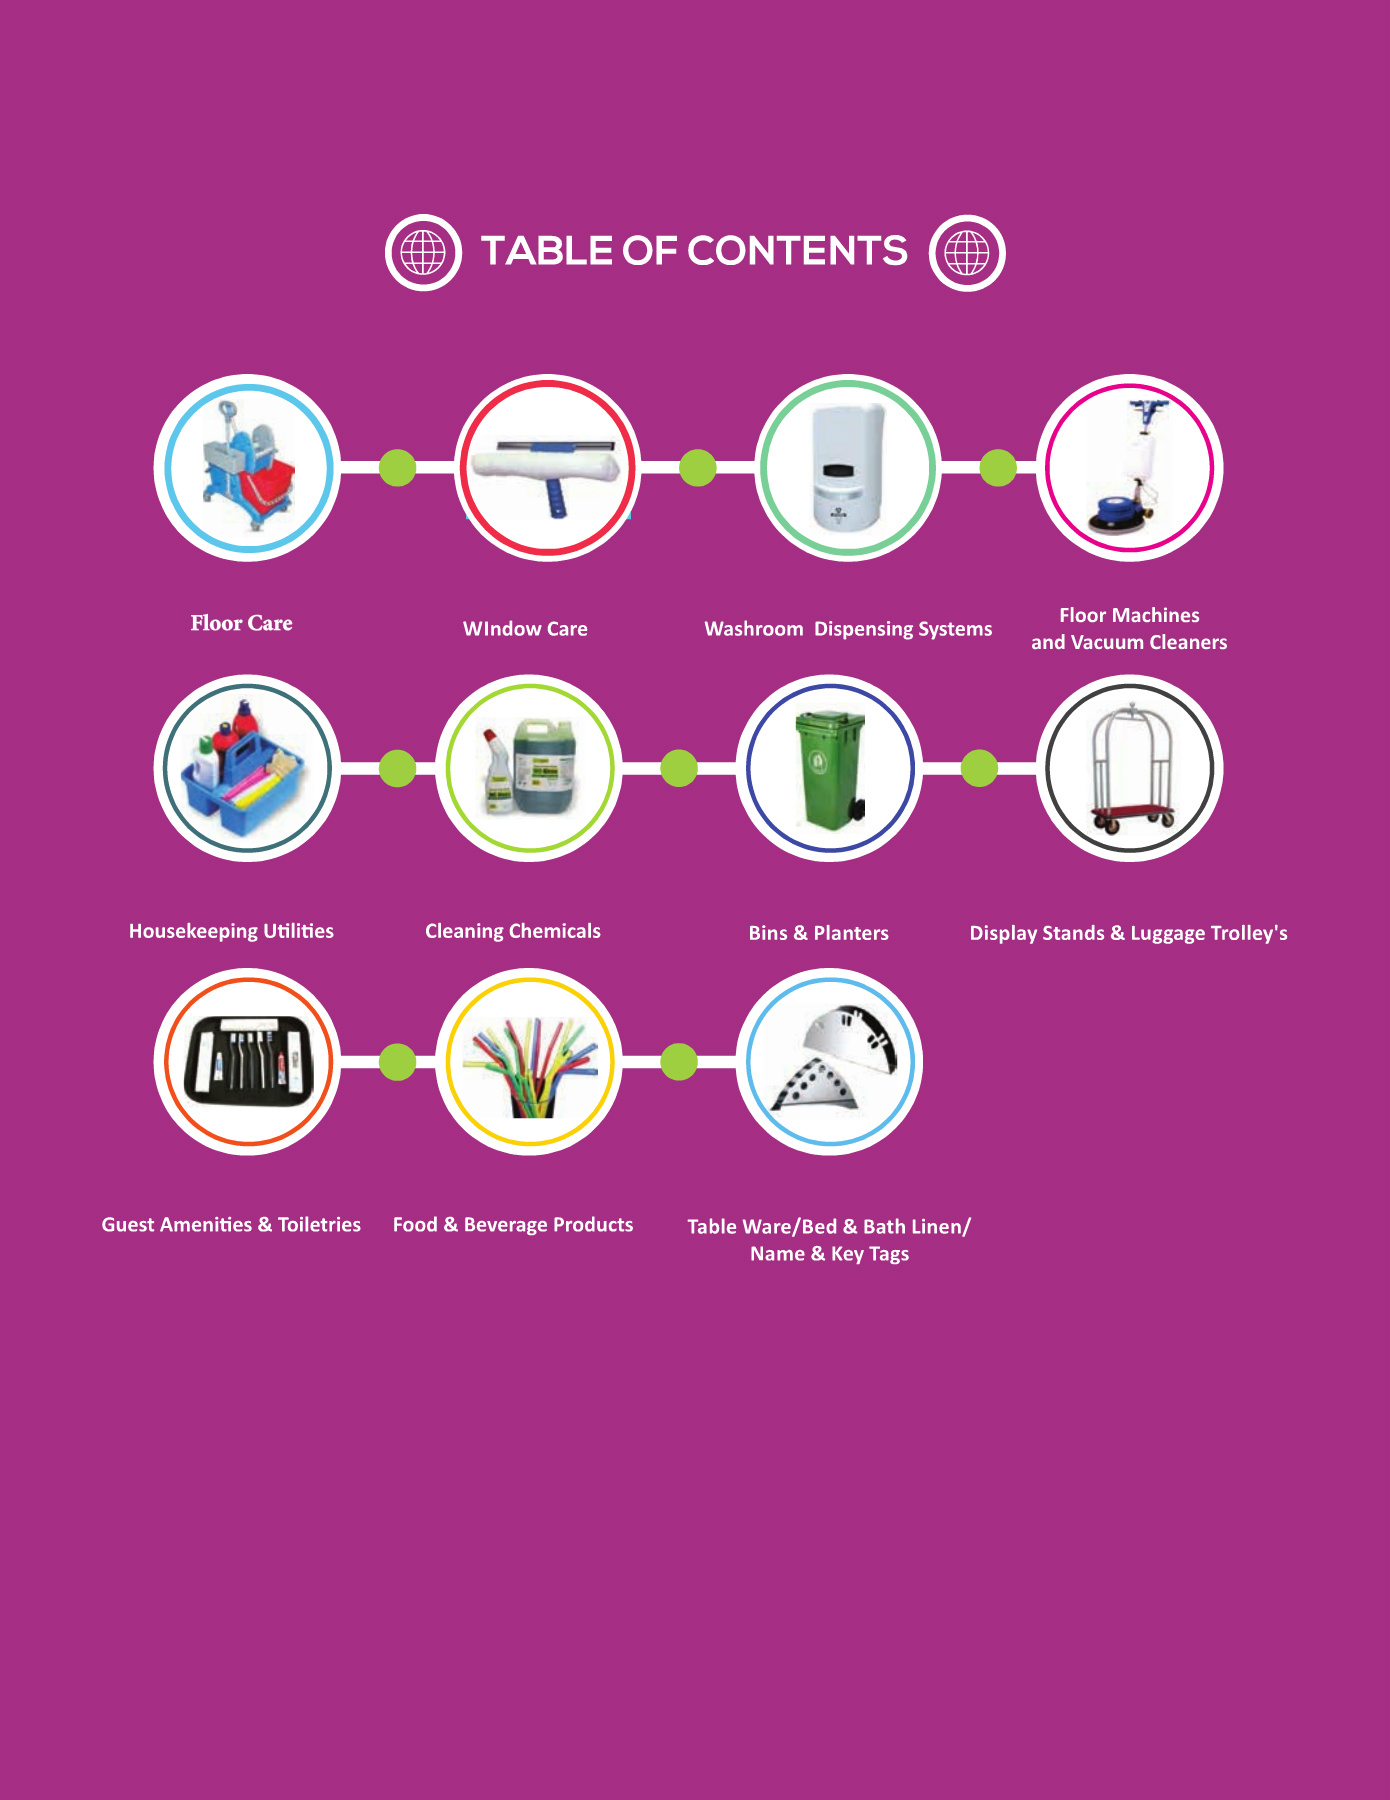 TABLE OF CONTENTS
Floor Care
WIndow Care
Washroom Dispensing Systems
Floor Machines
and Vacuum Cleaners
Housekeeping Utilities
Cleaning Chemicals
Bins & Planters
Display Stands & Luggage Trolley's
Guest Amenities & Toiletries
Food & Beverage Products
Table Ware/Bed & Bath Linen/
Name & Key Tags